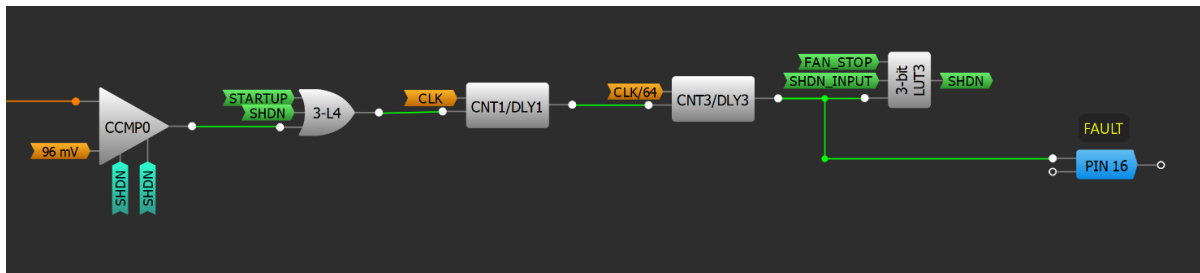 FAN_STOP
SHDN_INPUT
3-bit
LUT3
SHDN
STARTUP
SHDN
3-L4
CLK
CNT1/DLY1
CLK/64
CNT3/DLY3
CCMP0
96 mV
SHDN
SHDN
FAULT
PIN 16